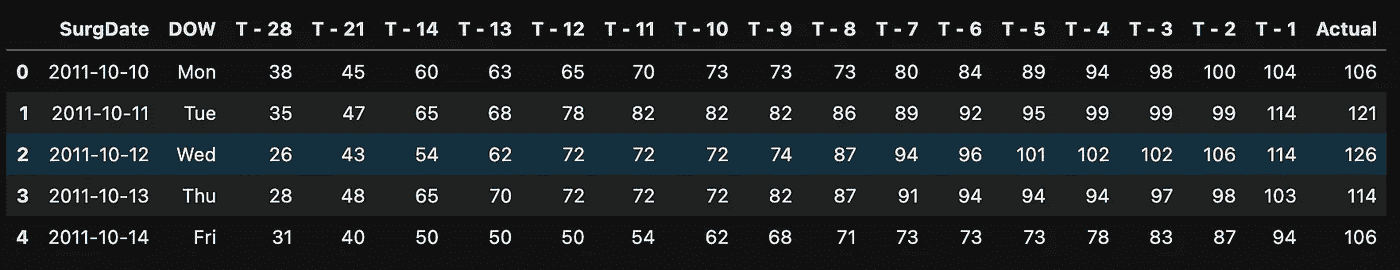 SurgDate DOW T - 28 T - 21 T - 14 T - 13 T - 12 T - 11 T - 10 T - 9 T - 8 T - 7 T - 6 T - 5 T - 4 T - 3 T - 2 T - 1 Actual
0 2011-10-10 Mon 38 45 60 63 65 70 73 73 73 80 84 89 94 98 100 104 106
1 2011-10-11 Tue 35 47 65 68 78 82 82 82 86 89 92 95 99 99 99 114 121
2 2011-10-12 Wed 26 43 54 62 72 72 72 74 87 94 96 101 102 102 106 114 126
3 2011-10-13 Thu 28 48 65 70 72 72 72 82 87 91 94 94 94 97 98 103 114
4 2011-10-14 Fri 31 40 50 50 50 54 62 68 71 73 73 73 78 83 87 94 106